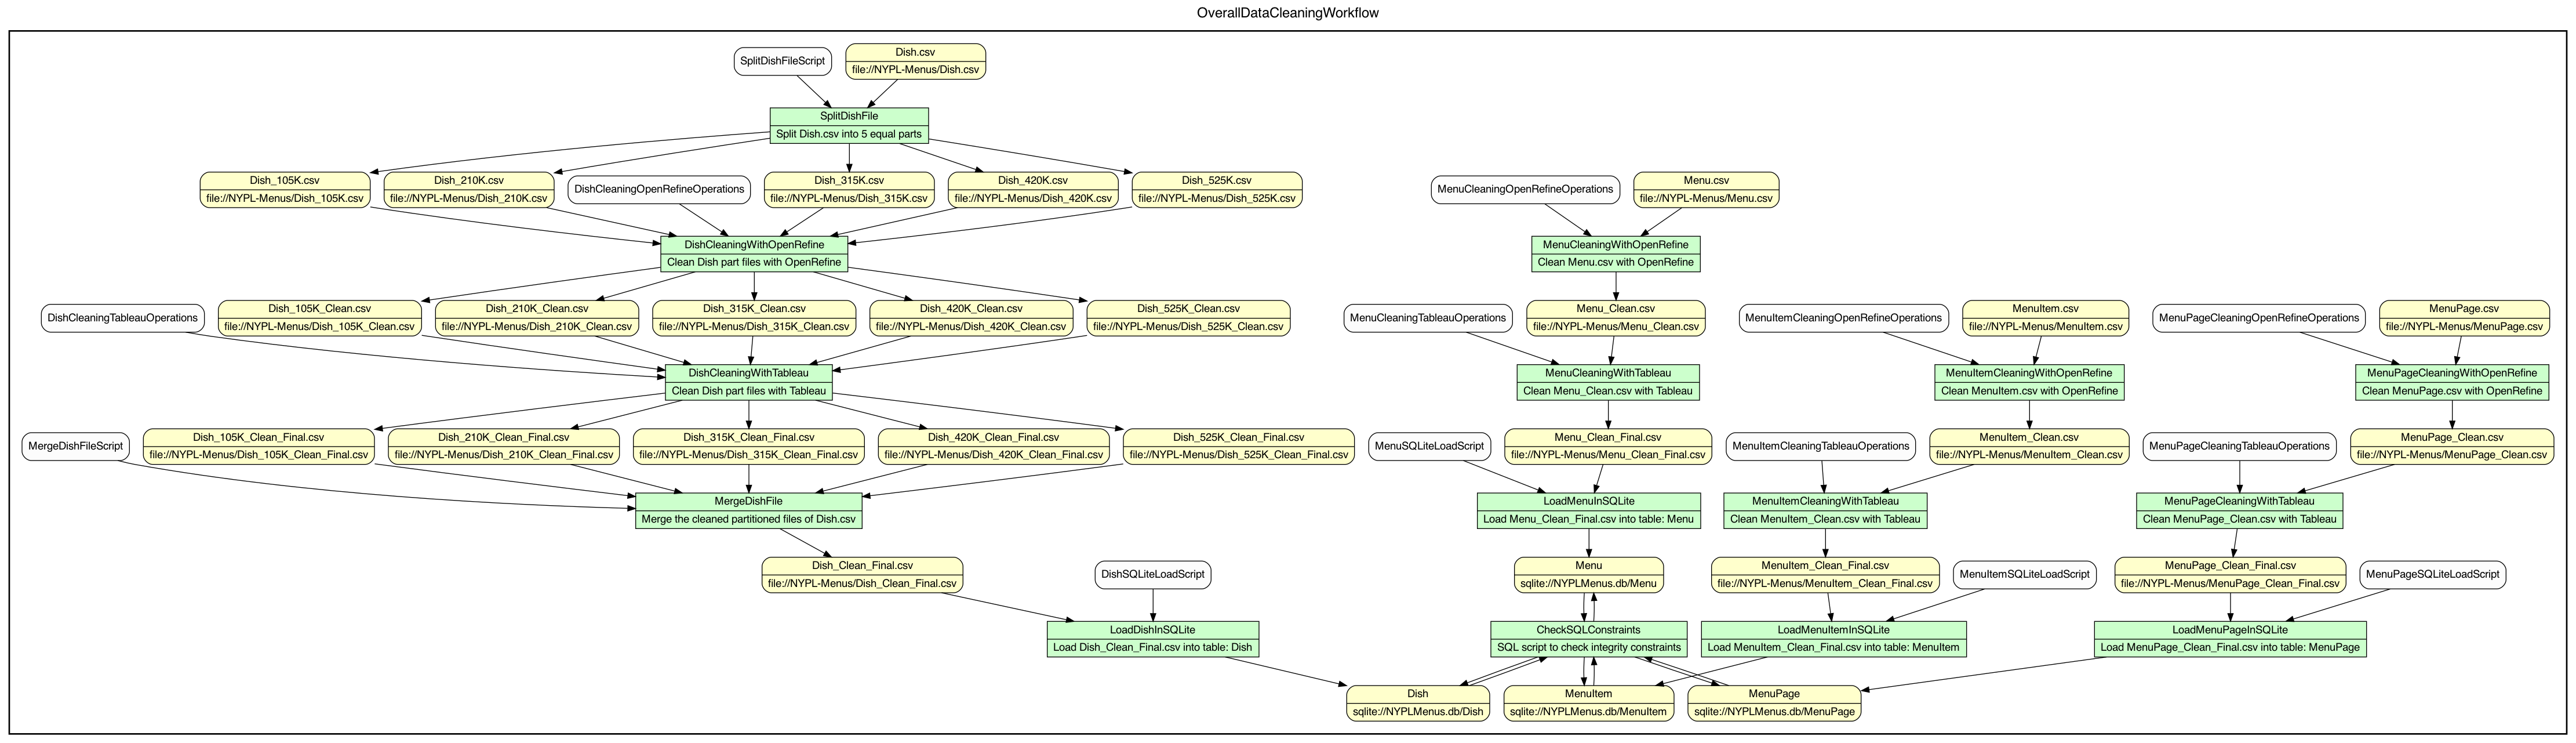 OverallDataCleaningWorkflow
SplitDishFileScript
Dish.csv
file://NYPL-Menus/Dish.csv
SplitDishFile
Split Dish.csv into 5 equal parts
Dish_105K.csv
file://NYPL-Menus/Dish_105K.csv
Dish_210K.csv
file://NYPL-Menus/Dish_210K.csv
DishCleaningOpenRefineOperations
Dish_315K.csv
file://NYPL-Menus/Dish_315K.csv
Dish_420K.csv
file://NYPL-Menus/Dish_420K.csv
Dish_525K.csv
file://NYPL-Menus/Dish_525K.csv
MenuCleaningOpenRefineOperations
Menu.csv
file://NYPL-Menus/Menu.csv
DishCleaningWithOpenRefine
Clean Dish part files with OpenRefine
MenuCleaningWithOpenRefine
Clean Menu.csv with OpenRefine
DishCleaningTableauOperations
Dish_105K_Clean.csv
file://NYPL-Menus/Dish_105K_Clean.csv
Dish_210K_Clean.csv
file://NYPL-Menus/Dish_210K_Clean.csv
Dish_315K_Clean.csv
file://NYPL-Menus/Dish_315K_Clean.csv
Dish_420K_Clean.csv
file://NYPL-Menus/Dish_420K_Clean.csv
Dish_525K_Clean.csv
file://NYPL-Menus/Dish_525K_Clean.csv
MenuCleaningTableauOperations
Menu_Clean.csv
file://NYPL-Menus/Menu_Clean.csv
MenuItemCleaningOpenRefineOperations
MenuItem.csv
file://NYPL-Menus/MenuItem.csv
MenuPageCleaningOpenRefineOperations
MenuPage.csv
file://NYPL-Menus/MenuPage.csv
DishCleaningWithTableau
Clean Dish part files with Tableau
MenuCleaningWithTableau
Clean Menu_Clean.csv with Tableau
MenuItemCleaningWithOpenRefine
Clean MenuItem.csv with OpenRefine
MenuPageCleaningWithOpenRefine
Clean MenuPage.csv with OpenRefine
MergeDishFileScript
Dish_105K_Clean_Final.csv
file://NYPL-Menus/Dish_105K_Clean_Final.csv
Dish_210K_Clean_Final.csv
file://NYPL-Menus/Dish_210K_Clean_Final.csv
Dish_315K_Clean_Final.csv
file://NYPL-Menus/Dish_315K_Clean_Final.csv
Dish_420K_Clean_Final.csv
file://NYPL-Menus/Dish_420K_Clean_Final.csv
Dish_525K_Clean_Final.csv
file://NYPL-Menus/Dish_525K_Clean_Final.csv
MenuSQLiteLoadScript
Menu_Clean_Final.csv
file://NYPL-Menus/Menu_Clean_Final.csv
MenuItemCleaningTableauOperations
MenuItem_Clean.csv
file://NYPL-Menus/MenuItem_Clean.csv
MenuPageCleaningTableauOperations
MenuPage_Clean.csv
file://NYPL-Menus/MenuPage_Clean.csv
MergeDishFile
Merge the cleaned partitioned files of Dish.csv
LoadMenuInSQLite
Load Menu_Clean_Final.csv into table: Menu
MenuItemCleaningWithTableau
Clean MenuItem_Clean.csv with Tableau
MenuPageCleaningWithTableau
Clean MenuPage_Clean.csv with Tableau
Dish_Clean_Final.csv
file://NYPL-Menus/Dish_Clean_Final.csv
DishSQLiteLoadScript
Menu
sqlite://NYPLMenus.db/Menu
MenuItem_Clean_Final.csv
file://NYPL-Menus/MenuItem_Clean_Final.csv
MenuItemSQLiteLoadScript
MenuPage_Clean_Final.csv
file://NYPL-Menus/MenuPage_Clean_Final.csv
MenuPageSQLiteLoadScript
LoadDishInSQLite
Load Dish_Clean_Final.csv into table: Dish
CheckSQLConstraints
SQL script to check integrity constraints
LoadMenuItemInSQLite
Load MenuItem_Clean_Final.csv into table: MenuItem
LoadMenuPageInSQLite
Load MenuPage_Clean_Final.csv into table: MenuPage
Dish
sqlite://NYPLMenus.db/Dish
MenuItem
sqlite://NYPLMenus.db/MenuItem
MenuPage
sqlite://NYPLMenus.db/MenuPage